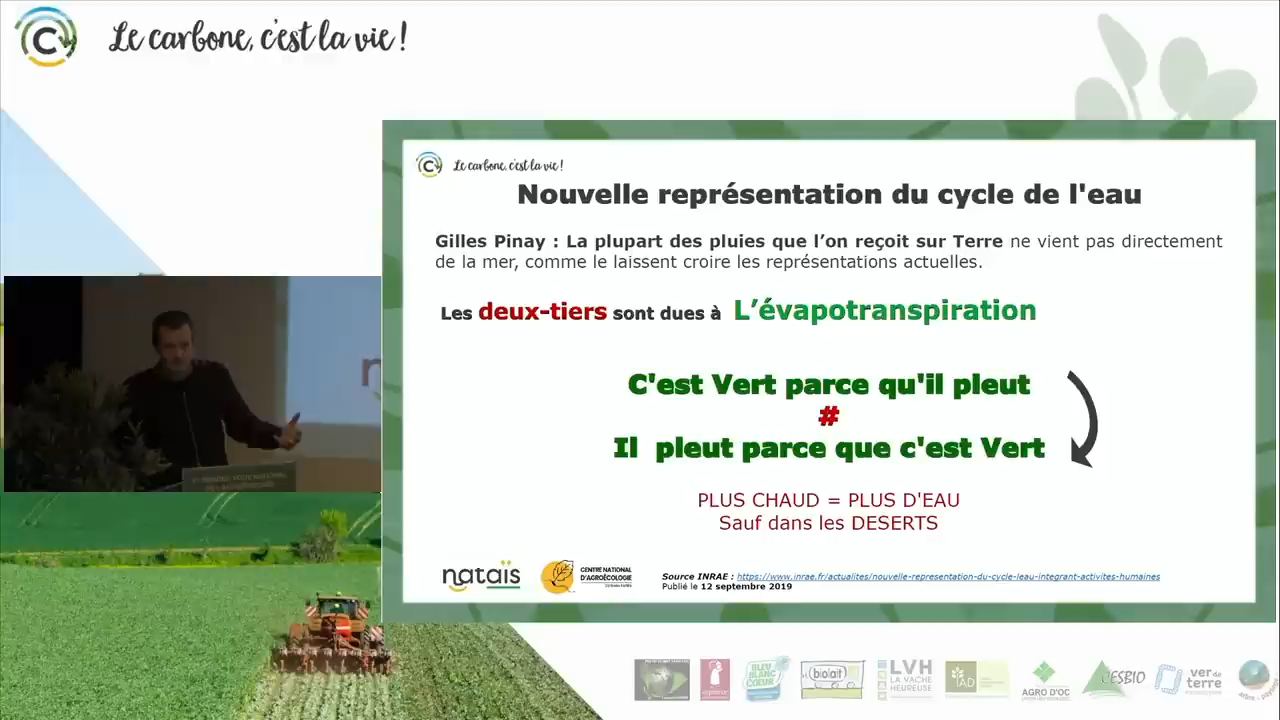 Le carbone, c'est la vie !
Le carbone, c'est la vie !
Nouvelle représentation du cycle de l'eau
Gilles Pinay : La plupart des pluies que l’on reçoit sur Terre ne vient pas directement
de la mer, comme le laissent croire les représentations actuelles.
Les deux-tiers sont dues à L’évapotranspiration
C'est Vert parce qu'il pleut
#
Il pleut parce que c'est Vert
PLUS CHAUD = PLUS D'EAU
Sauf dans les DESERTS
nataïs
CENTRE NATIONAL
D'AGROÉCOLOGIE
Source INRAE : https://www.inrae.fr/actualites/nouvelle-representation-du-cycle-leau-integrant-activites-humaines
Publié le 12 septembre 2019
BLEU
BLANC
CŒUR
biolait
LVH
LA VACHE
HEUREUSE
IAD
AGRO D'OC
CESBIO
ver de
terre